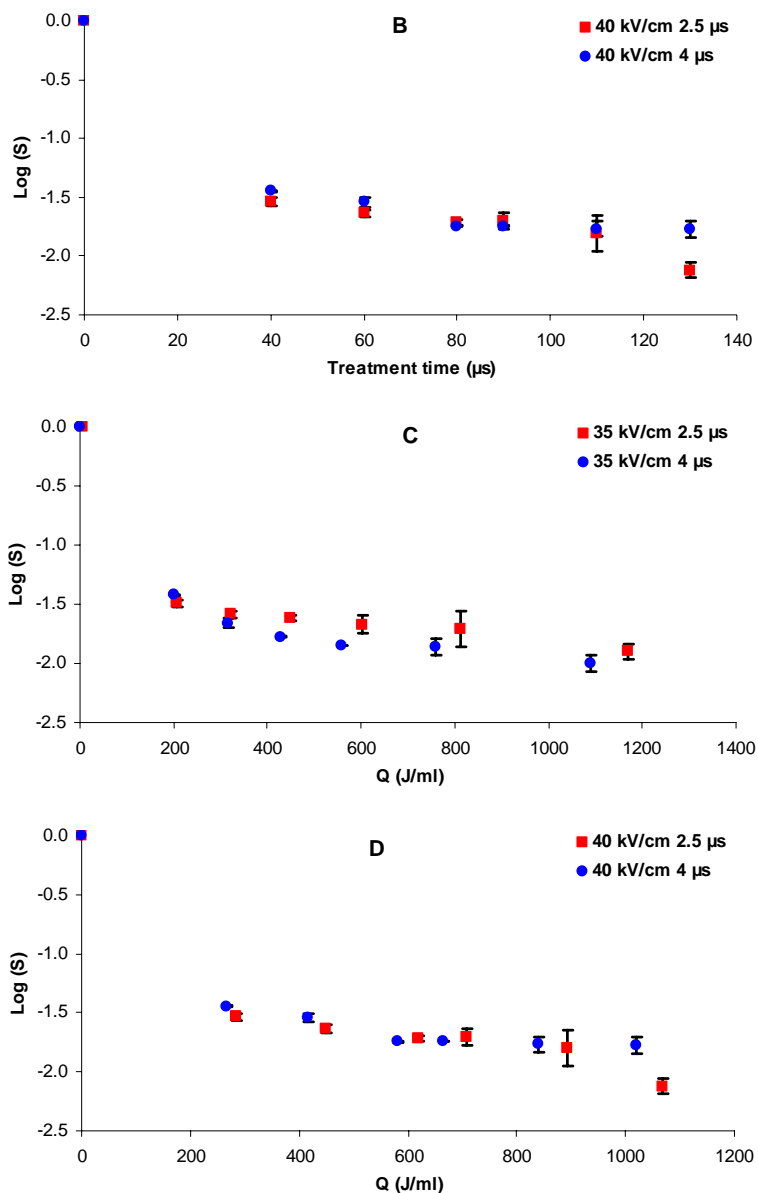 B
40 kV/cm 2.5 µs
40 kV/cm 4 µs
0.0
-0.5
-1.0
-1.5
-2.0
-2.5
Log (S)
0 20 40 60 80 100 120 140
Treatment time (µs)
C
35 kV/cm 2.5 µs
35 kV/cm 4 µs
0.0
-0.5
-1.0
-1.5
-2.0
-2.5
Log (S)
0 200 400 600 800 1000 1200 1400
Q (J/ml)
D
40 kV/cm 2.5 µs
40 kV/cm 4 µs
0.0
-0.5
-1.0
-1.5
-2.0
-2.5
Log (S)
0 200 400 600 800 1000 1200
Q (J/ml)